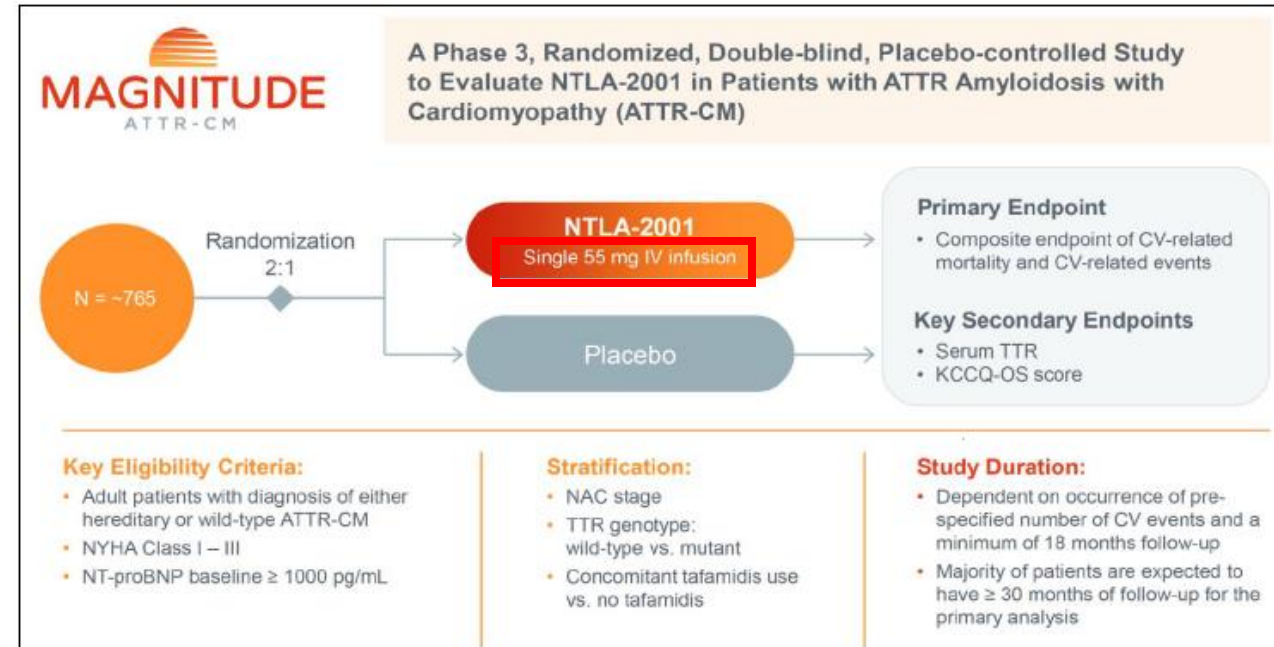 MAGNITUDE
ATTR-CM
A Phase 3, Randomized, Double-blind, Placebo-controlled Study
to Evaluate NTLA-2001 in Patients with ATTR Amyloidosis with
Cardiomyopathy (ATTR-CM)
N = ~765
Randomization
2:1
NTLA-2001
Single 55 mg IV infusion
Placebo
Primary Endpoint
• Composite endpoint of CV-related
mortality and CV-related events
Key Secondary Endpoints
• Serum TTR
• KCCQ-OS score
Key Eligibility Criteria:
• Adult patients with diagnosis of either
hereditary or wild-type ATTR-CM
• NYHA Class I – III
• NT-proBNP baseline ≥ 1000 pg/mL
Stratification:
• NAC stage
• TTR genotype:
wild-type vs. mutant
• Concomitant tafamidis use
vs. no tafamidis
Study Duration:
• Dependent on occurrence of pre-
specified number of CV events and a
minimum of 18 months follow-up
• Majority of patients are expected to
have ≥ 30 months of follow-up for the
primary analysis